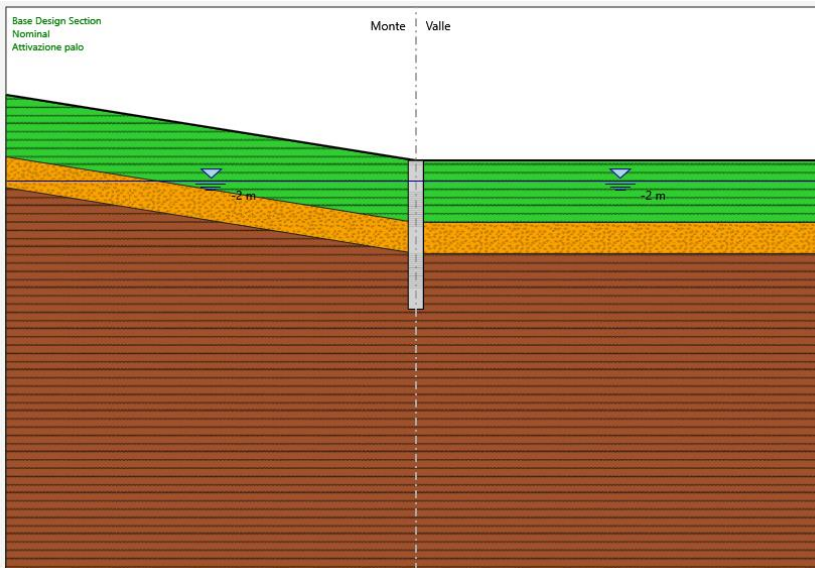 Base Design Section
Nominal
Attivazione palo
Monte
Valle
-2 m
-2 m